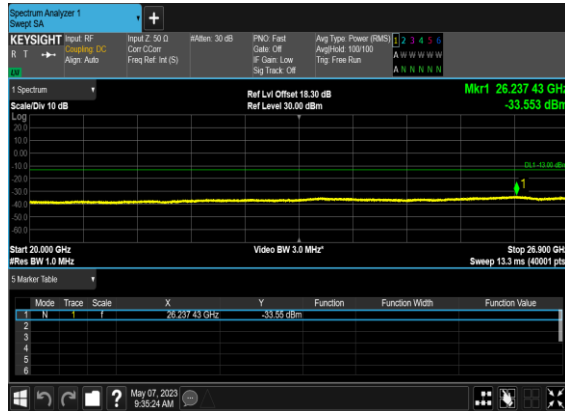 Spectrum Analyzer 1
Swept SA
+
KEYSIGHT Input: RF Input Z: 50 Ω #Atten: 30 dB PNO: Fast Avg Type: Power (RMS) 1 2 3 4 5 6
R T Coupling: DC Corr CCorr Gate: Off Avg|Hold: 100/100 A W W W W W
Align: Auto Freq Ref: Int (S) IF Gain: Low Trig: Free Run
Sig Track: Off A N N N N N
1 Spectrum Ref Lvl Offset 18.30 dB Mkr1 26.237 43 GHz
Scale/Div 10 dB Ref Level 30.00 dBm -33.553 dBm
Log
20.0
10.0
0.00
-10.0 DL1 -13.00 dBm
-20.0
-30.0 1
-40.0
-50.0
-60.0
Start 20.000 GHz Video BW 3.0 MHz* Stop 26.900 GHz
#Res BW 1.0 MHz Sweep 13.3 ms (40001 pts)
5 Marker Table
Mode Trace Scale X Y Function Function Width Function Value
1 N 1 f 26.237 43 GHz -33.55 dBm
2
3
4
5
6
? May 07, 2023
9:35:24 AM